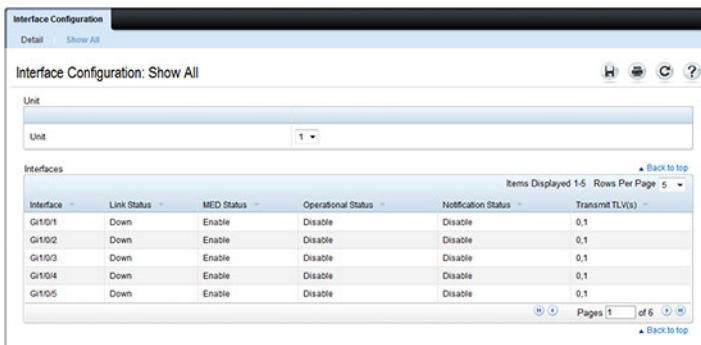 Interface Configuration
Detail Show All
Interface Configuration: Show All
?
Unit
Unit 1
Interfaces Back to top
Items Displayed 1-5 Rows Per Page 5
Interface Link Status MED Status Operational Status Notification Status Transmit TLV(s)
Gi1/0/1 Down Enable Disable Disable 0,1
Gi1/0/2 Down Enable Disable Disable 0,1
Gi1/0/3 Down Enable Disable Disable 0,1
Gi1/0/4 Down Enable Disable Disable 0,1
Gi1/0/5 Down Enable Disable Disable 0,1
Pages 1 of 6
Back to top